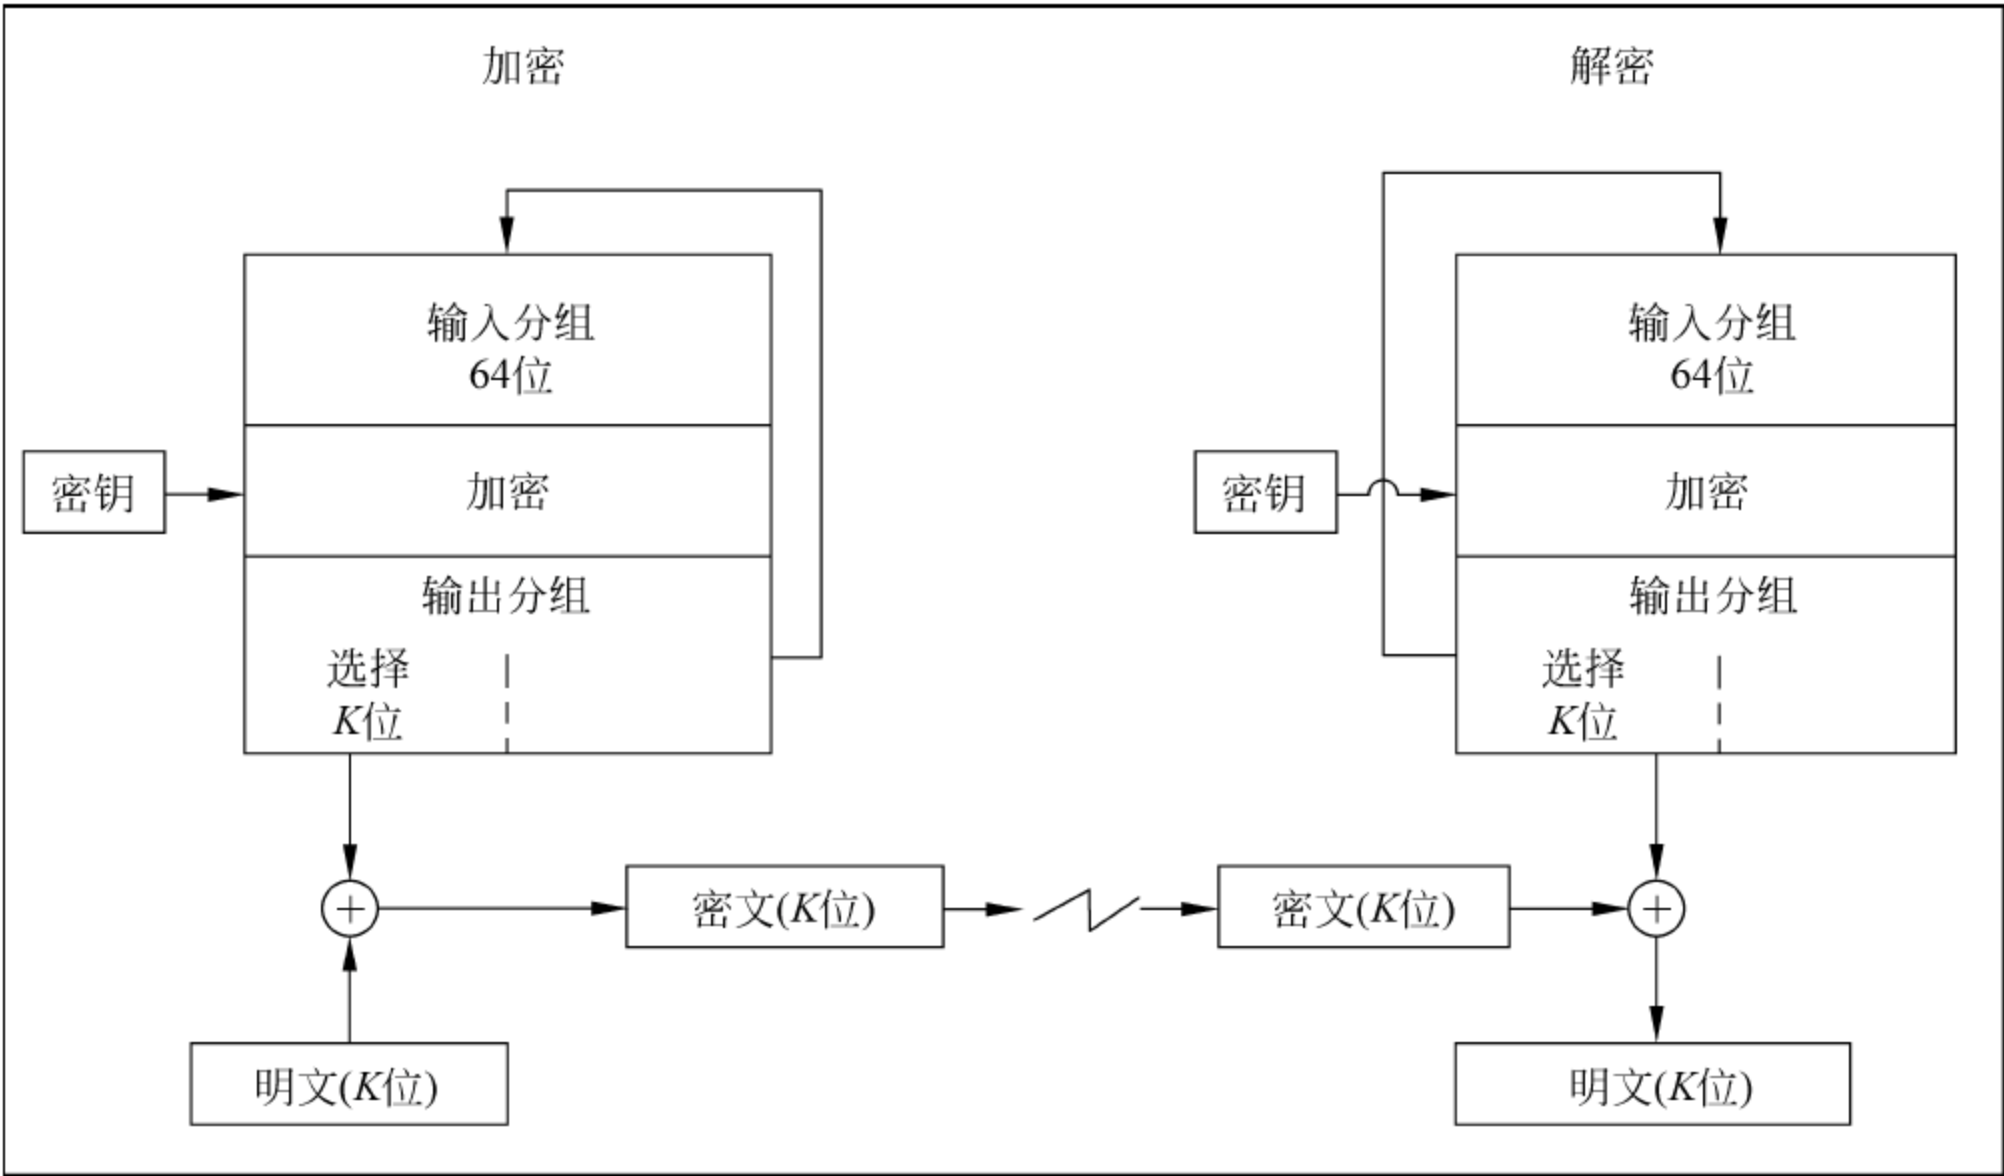 加密
解密
输入分组
64位
输入分组
64位
密钥
加密
密钥
加密
输出分组
选择
K位
输出分组
选择
K位
密文(K位)
密文(K位)
明文(K位)
明文(K位)